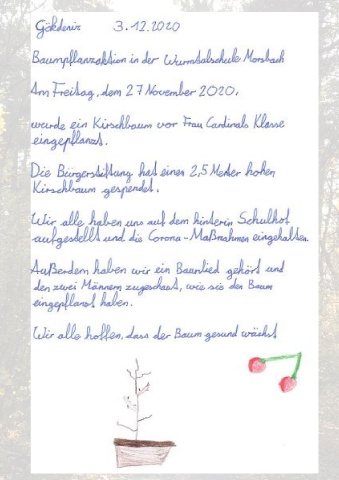 Gökdeniz 3.12.2020
Baumpflanzaktion in der Wurmtalschule Morsbach
Am Freitag, dem 27 November 2020,
wurde ein Kirschbaum vor Frau Cardinals Klasse
eingepflanzt.
Die Bürgerstiftung hat einen 2,5 Meter hohen
Kirschbaum gespendet.
Wir alle haben uns auf dem hinterin Schulhof
aufgestellt und die Corona-Maßnahmen eingehalten.
Außerdem haben wir ein Baumlied gehört und
den zwei Männern zugeschaut, wie sie den Baum
eingepflanzt haben.
Wir alle hoffen, dass der Baum gesund wächst